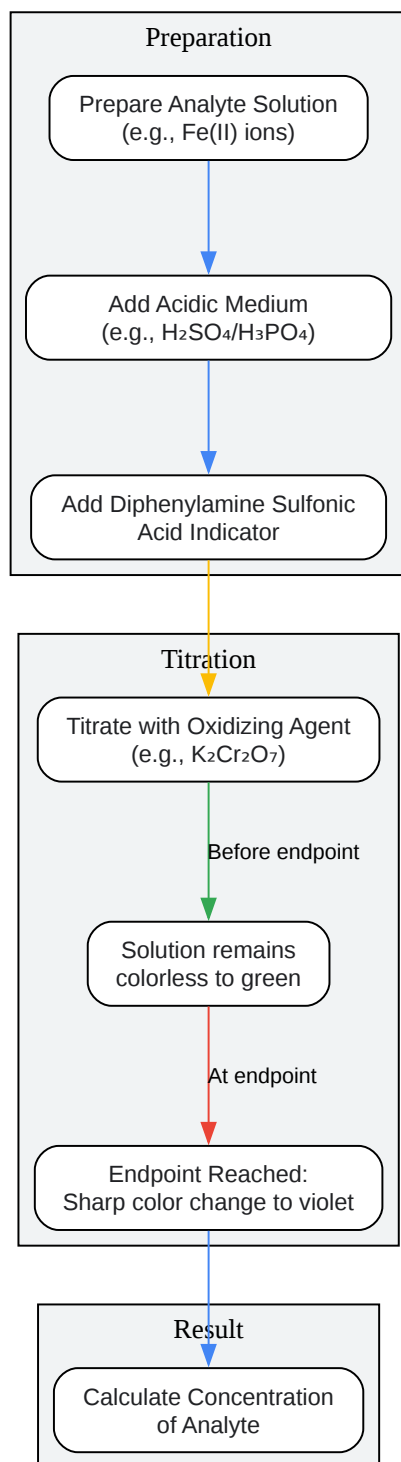 Preparation
Prepare Analyte Solution
(e.g., Fe(II) ions)
Add Acidic Medium
(e.g., H₂SO₄/H₃PO₄)
Add Diphenylamine Sulfonic
Acid Indicator
Titration
Titrate with Oxidizing Agent
(e.g., K₂Cr₂O₇)
Before endpoint
Solution remains
colorless to green
At endpoint
Endpoint Reached:
Sharp color change to violet
Result
Calculate Concentration
of Analyte